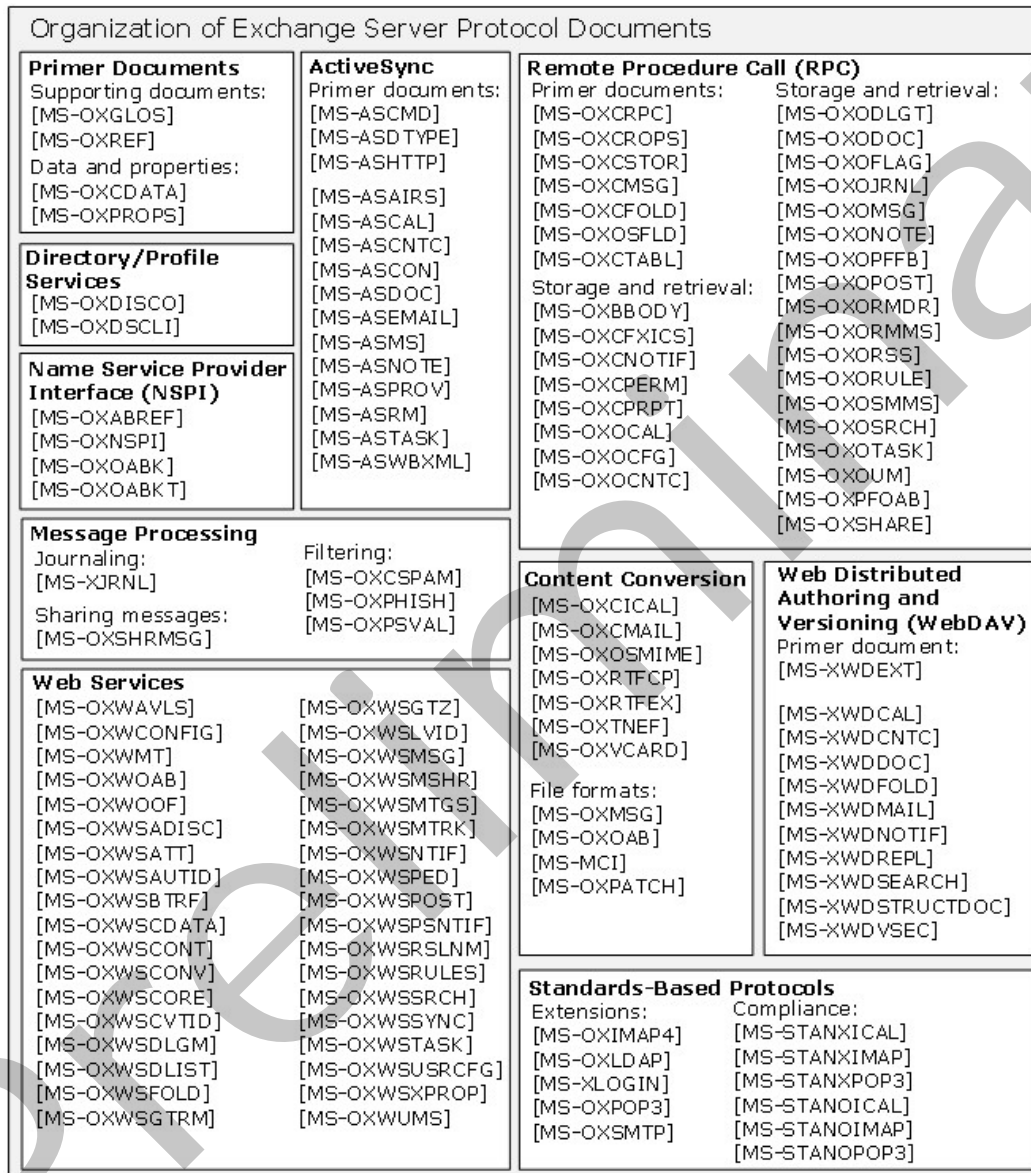 Organization of Exchange Server Protocol Documents
Primer Documents
Supporting documents:
[MS-OXGLOS]
[MS-OXREF]
Data and properties:
[MS-OXCDATA]
[MS-OXPROPS]
Directory/Profile
Services
[MS-OXDISCO]
[MS-OXDSCLI]
Name Service Provider
Interface (NSPI)
[MS-OXABREF]
[MS-OXNSPI]
[MS-OXOABK]
[MS-OXOABKT]
ActiveSync
Primer documents:
[MS-ASCMD]
[MS-ASDTYPE]
[MS-ASHTTP]
[MS-ASAIRS]
[MS-ASCAL]
[MS-ASCNTC]
[MS-ASCON]
[MS-ASDOC]
[MS-ASEMAIL]
[MS-ASMS]
[MS-ASNOTE]
[MS-ASPROV]
[MS-ASRM]
[MS-ASTASK]
[MS-ASWBXML]
Remote Procedure Call (RPC)
Primer documents:
[MS-OXCRPC]
[MS-OXCROPS]
[MS-OXCSTOR]
[MS-OXCMSG]
[MS-OXCFOLD]
[MS-OXOSFLD]
[MS-OXCTABL]
Storage and retrieval:
[MS-OXBBODY]
[MS-OXCFXICS]
[MS-OXCNOTIF]
[MS-OXCPERM]
[MS-OXCPRPT]
[MS-OXOCAL]
[MS-OXOCFG]
[MS-OXOCNTC]
Storage and retrieval:
[MS-OXODLGT]
[MS-OXODOC]
[MS-OXOFLAG]
[MS-OXOJRNL]
[MS-OXOMSG]
[MS-OXONOTE]
[MS-OXOPFFB]
[MS-OXOPOST]
[MS-OXORMDR]
[MS-OXORMMS]
[MS-OXORSS]
[MS-OXORULE]
[MS-OXOSMMS]
[MS-OXOSRCH]
[MS-OXOTASK]
[MS-OXOUM]
[MS-OXPFOAB]
[MS-OXSHARE]
Message Processing
Journaling:
[MS-XJRNL]
Sharing messages:
[MS-OXSHRMSG]
Filtering:
[MS-OXCSPAM]
[MS-OXPHISH]
[MS-OXPSVAL]
Web Services
[MS-OXWAVLS]
[MS-OXWCONFIG]
[MS-OXWMT]
[MS-OXWOAB]
[MS-OXWOOF]
[MS-OXWSADISC]
[MS-OXWSATT]
[MS-OXWSAUTID]
[MS-OXWSBTRF]
[MS-OXWSCDATA]
[MS-OXWSCONT]
[MS-OXWSCONV]
[MS-OXWSCORE]
[MS-OXWSCVTID]
[MS-OXWSDLGM]
[MS-OXWSDLIST]
[MS-OXWSFOLD]
[MS-OXWSGTRM]
[MS-OXWSGTZ]
[MS-OXWSLVID]
[MS-OXWSMSG]
[MS-OXWSMSHR]
[MS-OXWSMTGS]
[MS-OXWSMTRK]
[MS-OXWSNTIF]
[MS-OXWSPED]
[MS-OXWSPOST]
[MS-OXWSPSNTIF]
[MS-OXWSRSLNM]
[MS-OXWSRULES]
[MS-OXWSSRCH]
[MS-OXWSSYNC]
[MS-OXWSTASK]
[MS-OXWSUSRCFG]
[MS-OXWSXPROP]
[MS-OXWUMS]
Content Conversion
[MS-OXCICAL]
[MS-OXCMAIL]
[MS-OXOSMIME]
[MS-OXRTFCP]
[MS-OXRTFEX]
[MS-OXTNEF]
[MS-OXVCARD]
File formats:
[MS-OXMSG]
[MS-OXOAB]
[MS-MCI]
[MS-OXPATCH]
Web Distributed
Authoring and
Versioning (WebDAV)
Primer document:
[MS-XWDEXT]
[MS-XWDCAL]
[MS-XWDCNTC]
[MS-XWDDOC]
[MS-XWDFOLD]
[MS-XWDMAIL]
[MS-XWDNOTIF]
[MS-XWDREPL]
[MS-XWDSEARCH]
[MS-XWDSTRUCTDOC]
[MS-XWDVSEC]
Standards-Based Protocols
Extensions:
[MS-OXIMAP4]
[MS-OXLDAP]
[MS-XLOGIN]
[MS-OXPOP3]
[MS-OXSMTP]
Compliance:
[MS-STANXICAL]
[MS-STANXIMAP]
[MS-STANXPOP3]
[MS-STANOICAL]
[MS-STANOIMAP]
[MS-STANOPOP3]